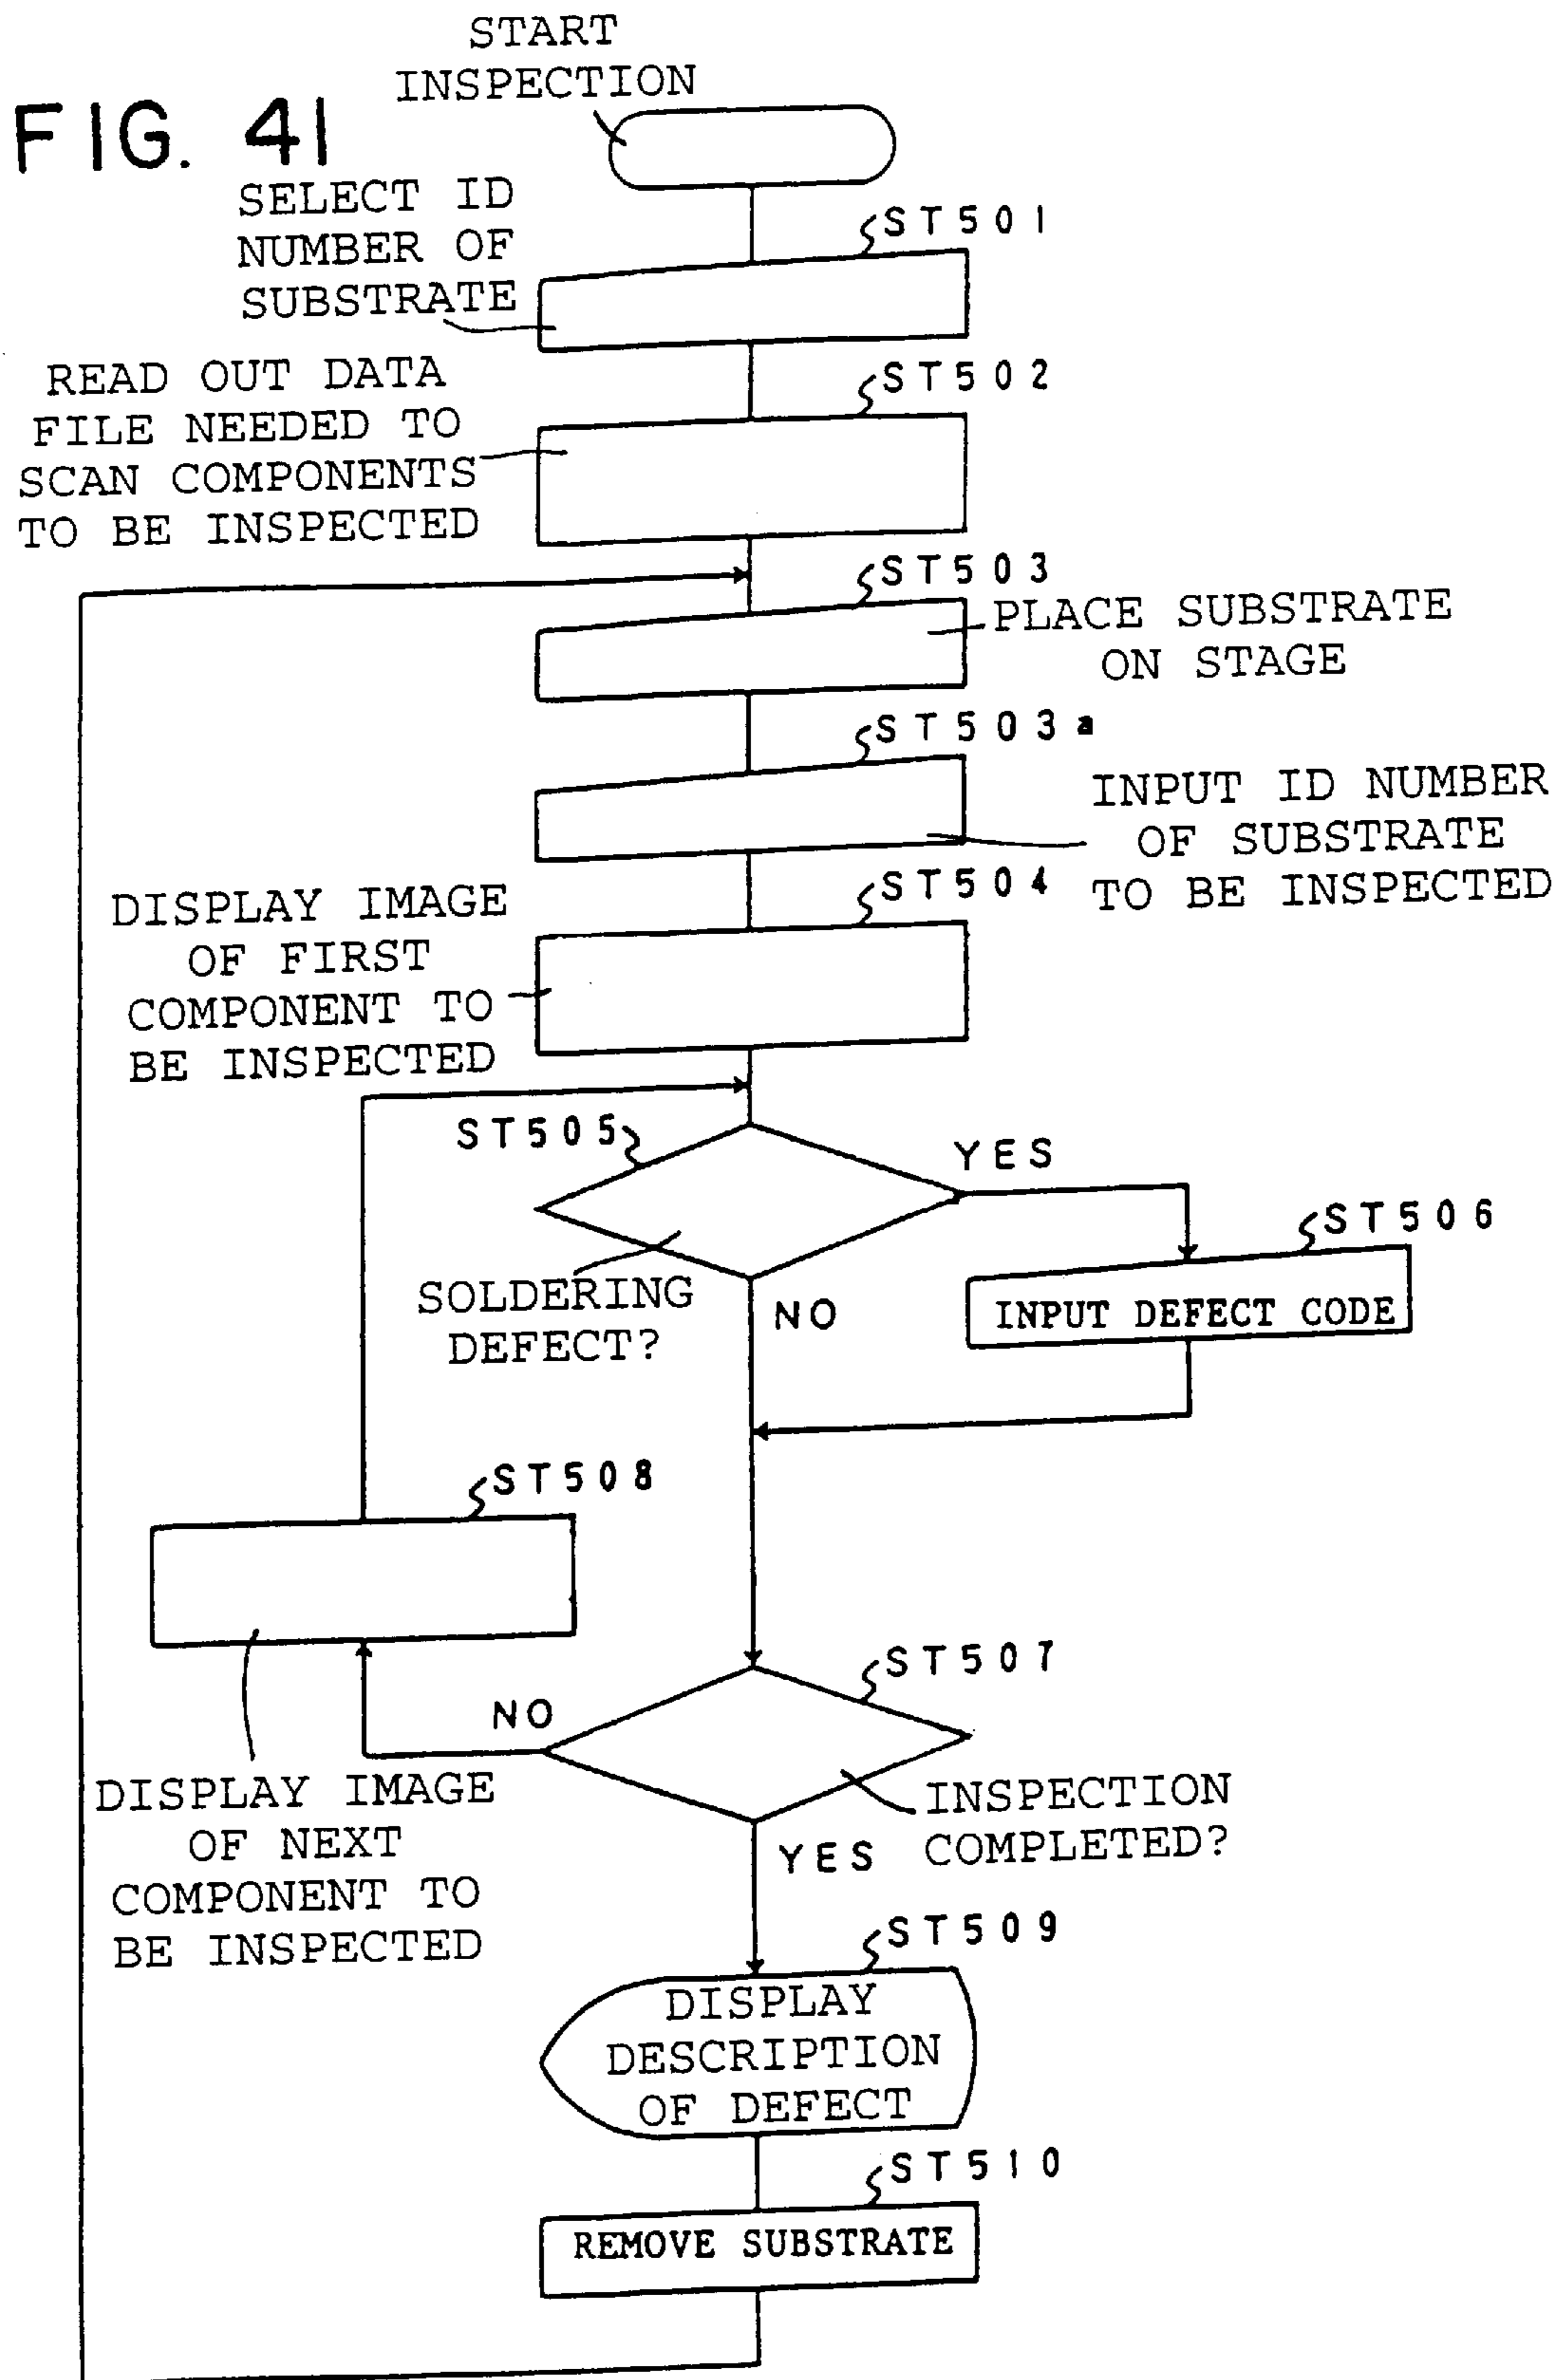 START
INSPECTION
FIG. 41
SELECT ID
NUMBER OF
SUBSTRATE
ST501
READ OUT DATA
FILE NEEDED TO
SCAN COMPONENTS
TO BE INSPECTED
ST502
ST503
PLACE SUBSTRATE
ON STAGE
ST503a
INPUT ID NUMBER
OF SUBSTRATE
TO BE INSPECTED
ST504
DISPLAY IMAGE
OF FIRST
COMPONENT TO
BE INSPECTED
ST505
YES
SOLDERING
DEFECT?
NO
ST506
INPUT DEFECT CODE
ST508
ST507
NO
DISPLAY IMAGE
OF NEXT
COMPONENT TO
BE INSPECTED
INSPECTION
COMPLETED?
YES
ST509
DISPLAY
DESCRIPTION
OF DEFECT
ST510
REMOVE SUBSTRATE